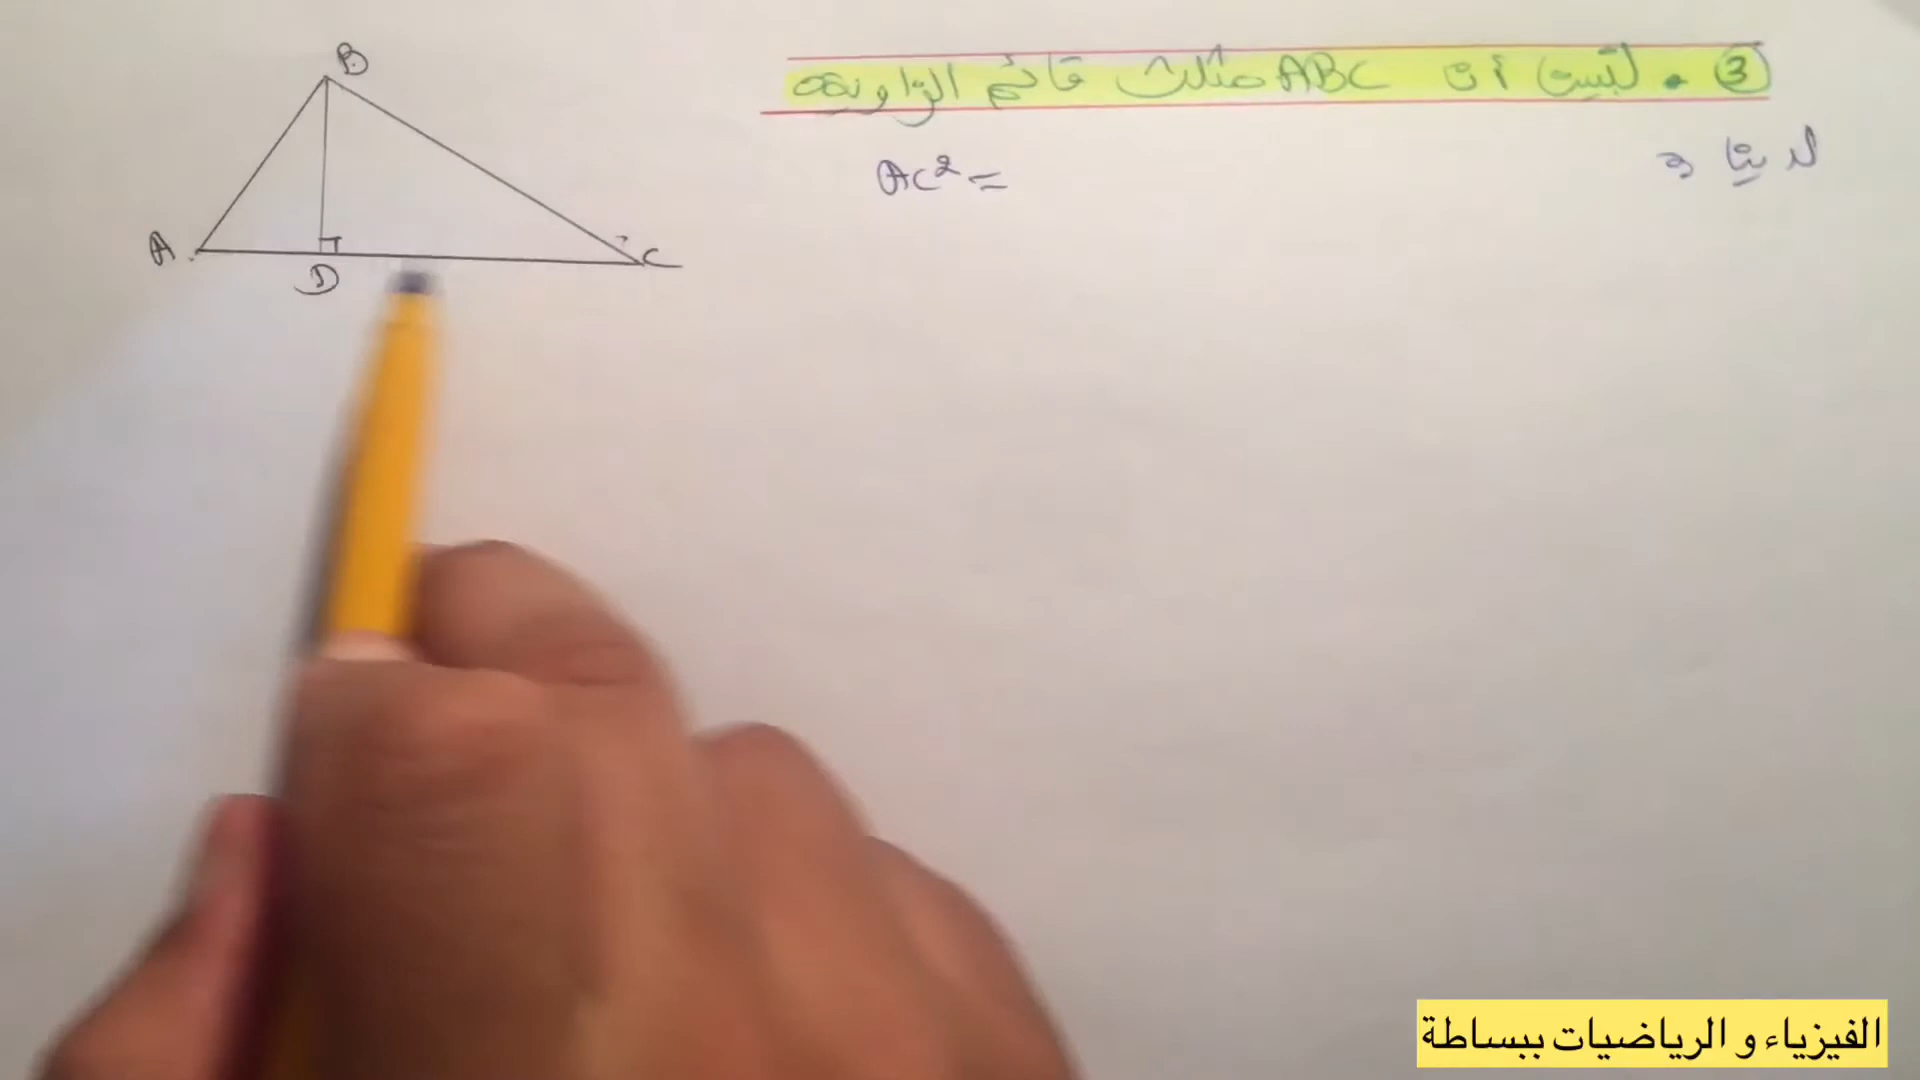 ③ . لنبين أن ABC مثلث قائم الزاوية
لدينا :
AC² =
B
A
D
C
الفيزياء و الرياضيات ببساطة